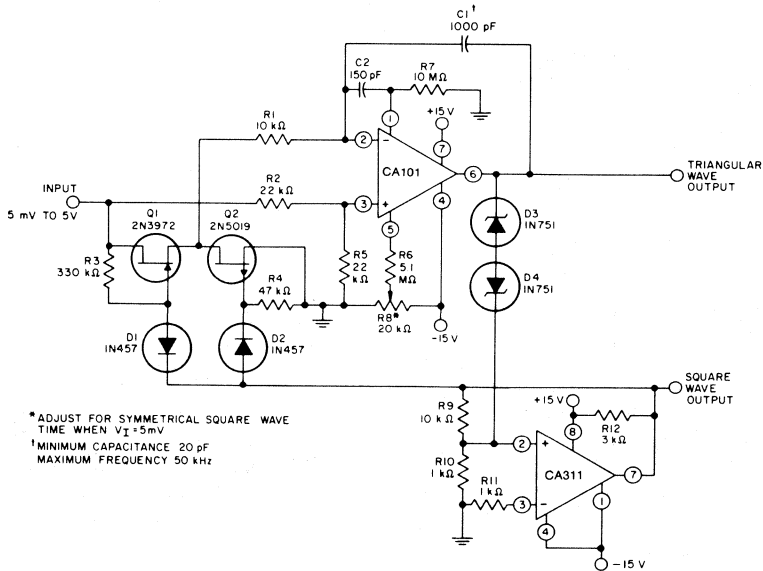 C1†
1000 pF
C2
150 pF
R7
10 MΩ
+15 V
R1
10 kΩ
1
2
−
7
CA101
6
TRIANGULAR
WAVE
OUTPUT
R2
22 kΩ
3
+
4
5
INPUT
5 mV TO 5V
Q1
2N3972
Q2
2N5019
D3
1N751
R3
330 kΩ
R5
22
kΩ
R6
5.1
MΩ
R4
47 kΩ
D4
1N751
R8*
20 kΩ
-15 V
D1
1N457
D2
1N457
SQUARE
WAVE
OUTPUT
R9
10 kΩ
+15 V
8
R12
3 kΩ
2
+
CA311
7
R10
1 kΩ
R11
1 kΩ
3
−
1
4
-15 V
* ADJUST FOR SYMMETRICAL SQUARE WAVE
TIME WHEN VI = 5mV
† MINIMUM CAPACITANCE 20 pF
MAXIMUM FREQUENCY 50 kHz